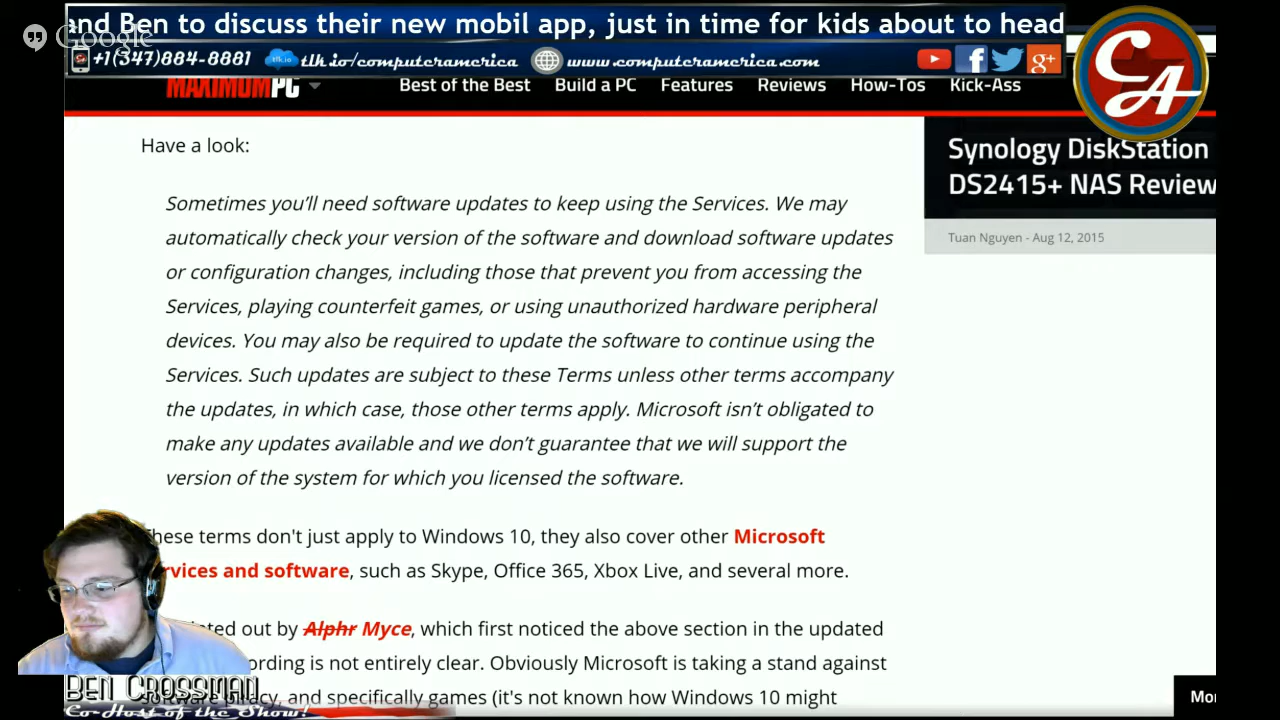 and Ben to discuss their new mobil app, just in time for kids about to head
Google
+1(347)884-8881 tlk.io tlk.io/computeramerica www.computeramerica.com
CA
MAXIMUMPC Best of the Best Build a PC Features Reviews How-Tos Kick-Ass
Have a look:
Synology DiskStation
DS2415+ NAS Review
Tuan Nguyen - Aug 12, 2015
Sometimes you'll need software updates to keep using the Services. We may
automatically check your version of the software and download software updates
or configuration changes, including those that prevent you from accessing the
Services, playing counterfeit games, or using unauthorized hardware peripheral
devices. You may also be required to update the software to continue using the
Services. Such updates are subject to these Terms unless other terms accompany
the updates, in which case, those other terms apply. Microsoft isn't obligated to
make any updates available and we don't guarantee that we will support the
version of the system for which you licensed the software.
These terms don't just apply to Windows 10, they also cover other Microsoft
rvices and software, such as Skype, Office 365, Xbox Live, and several more.
ted out by Alphr Myce, which first noticed the above section in the updated
ording is not entirely clear. Obviously Microsoft is taking a stand against
software piracy, and specifically games (it's not known how Windows 10 might
Mo
BEN CROSSMAN
Co-Host of the Show!